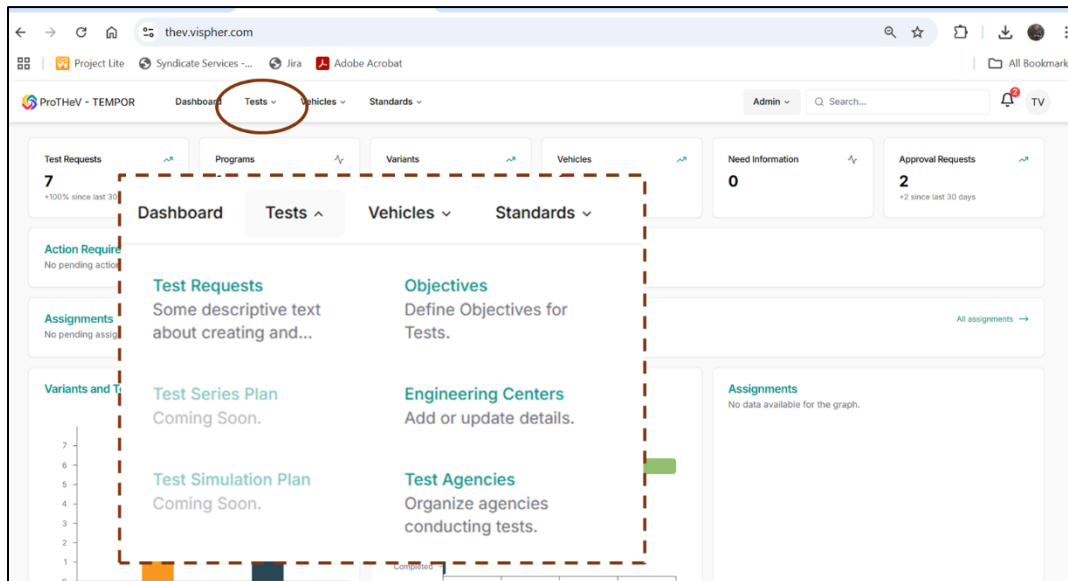 thev.vispher.com
Project Lite
Syndicate Services -...
Jira
Adobe Acrobat
All Bookmark
ProTHeV - TEMPOR
Dashboard
Tests
Vehicles
Standards
Admin
Search...
2
TV
Test Requests
7
+100% since last 30
Programs
Variants
Vehicles
Need Information
0
Approval Requests
2
+2 since last 30 days
Action Require
No pending action
Assignments
No pending assig
All assignments →
Variants and T
7
6
5
4
3
2
1
0
Completed
Assignments
No data available for the graph.
Dashboard
Tests
Vehicles
Standards
Test Requests
Some descriptive text
about creating and...
Objectives
Define Objectives for
Tests.
Test Series Plan
Coming Soon.
Engineering Centers
Add or update details.
Test Simulation Plan
Coming Soon.
Test Agencies
Organize agencies
conducting tests.